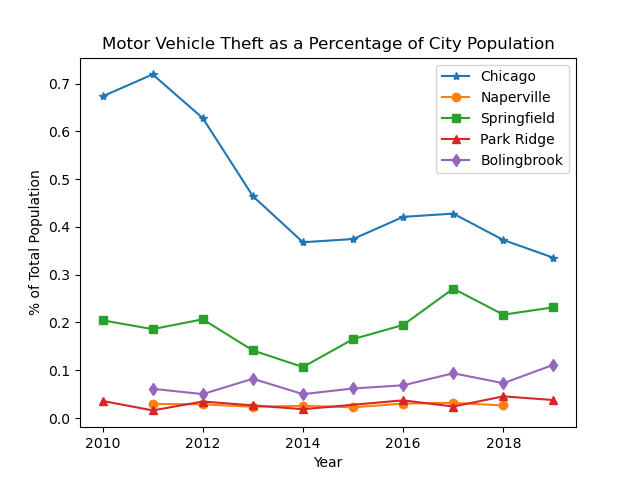 Motor Vehicle Theft as a Percentage of City Population
% of Total Population
0.7
0.6
0.5
0.4
0.3
0.2
0.1
0.0
Chicago
Naperville
Springfield
Park Ridge
Bolingbrook
2010 2012 2014 2016 2018
Year